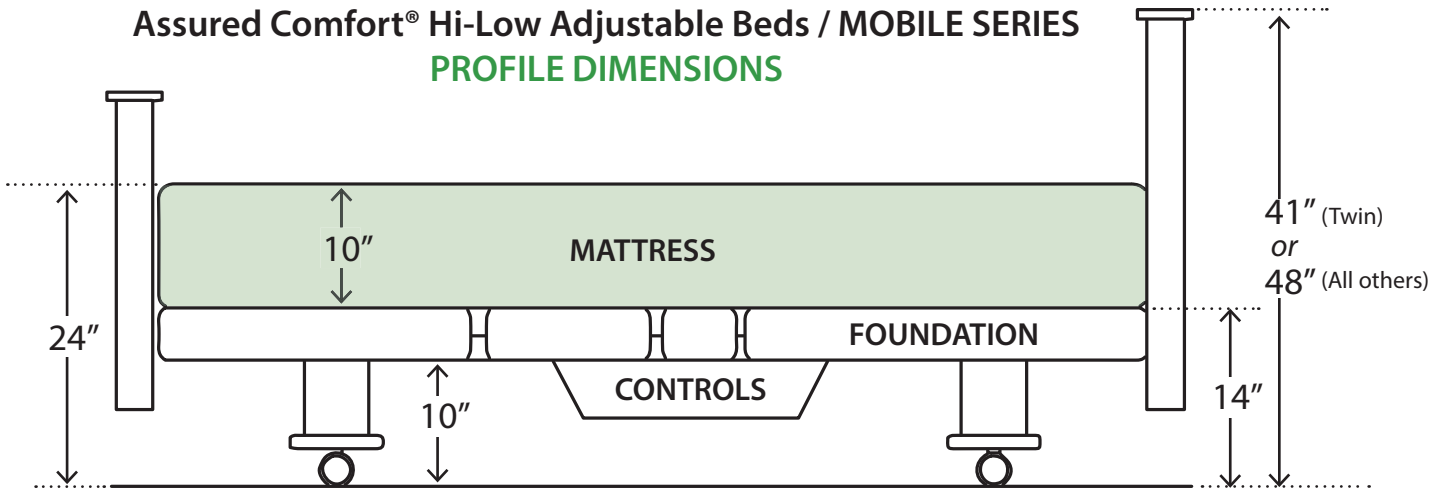 Assured Comfort® Hi-Low Adjustable Beds / MOBILE SERIES
PROFILE DIMENSIONS
10”
MATTRESS
41” (Twin)
or
48” (All others)
24”
FOUNDATION
CONTROLS
10”
14”